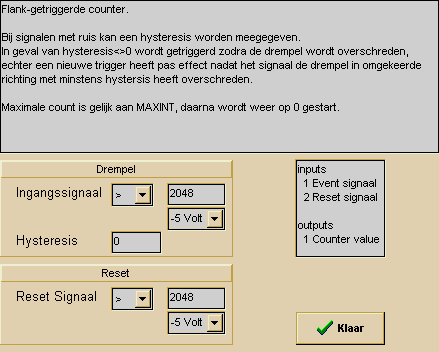 Flank-getriggerde counter.
Bij signalen met ruis kan een hysteresis worden meegegeven.
In geval van hysteresis<>0 wordt getriggerd zodra de drempel wordt overschreden,
echter een nieuwe trigger heeft pas effect nadat het signaal de drempel in omgekeerde
richting met minstens hystersis heeft overschreden.
Maximale count is gelijk aan MAXINT, daarna wordt weer op 0 gestart.
Drempel
Ingangssignaal > 2048
-5 Volt
Hysteresis 0
Reset
Reset Signaal > 2048
-5 Volt
inputs
1 Event signaal
2 Reset signaal
outputs
1 Counter value
Klaar